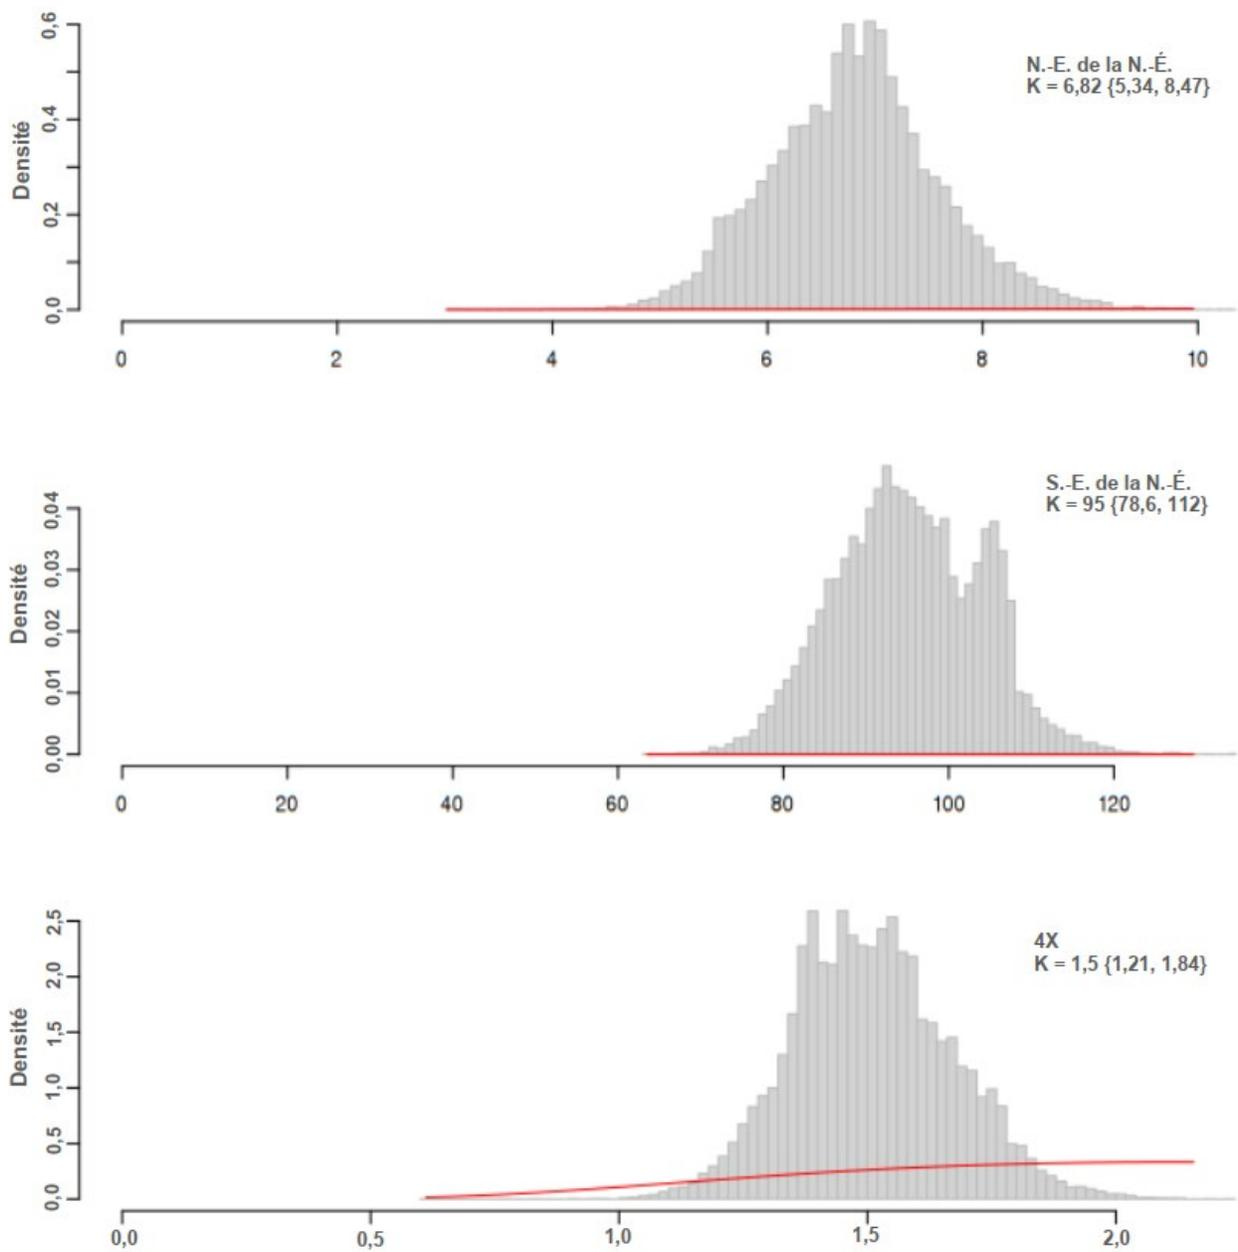 N.-E. de la N.-É.
K = 6,82 {5,34, 8,47}
Densité
0,6
0,4
0,2
0,0
0 2 4 6 8 10
S.-E. de la N.-É.
K = 95 {78,6, 112}
Densité
0,04
0,03
0,02
0,01
0,00
0 20 40 60 80 100 120
4X
K = 1,5 {1,21, 1,84}
Densité
2,5
2,0
1,5
1,0
0,5
0,0
0,0 0,5 1,0 1,5 2,0